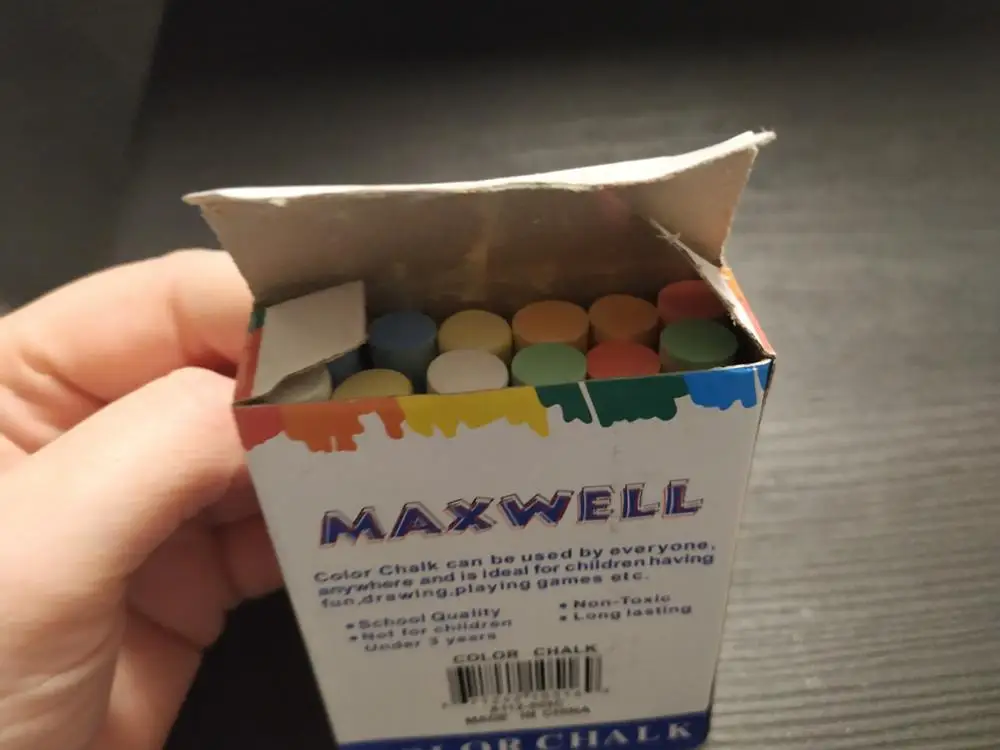 MAXWELL
Color Chalk can be used by everyone,
anywhere and is ideal for children having
fun,drawing,playing games etc.
• School Quality
• Not for children
under 3 years
• Non-Toxic
• Long lasting
COLOR CHALK
MADE IN CHINA
COLOR CHALK